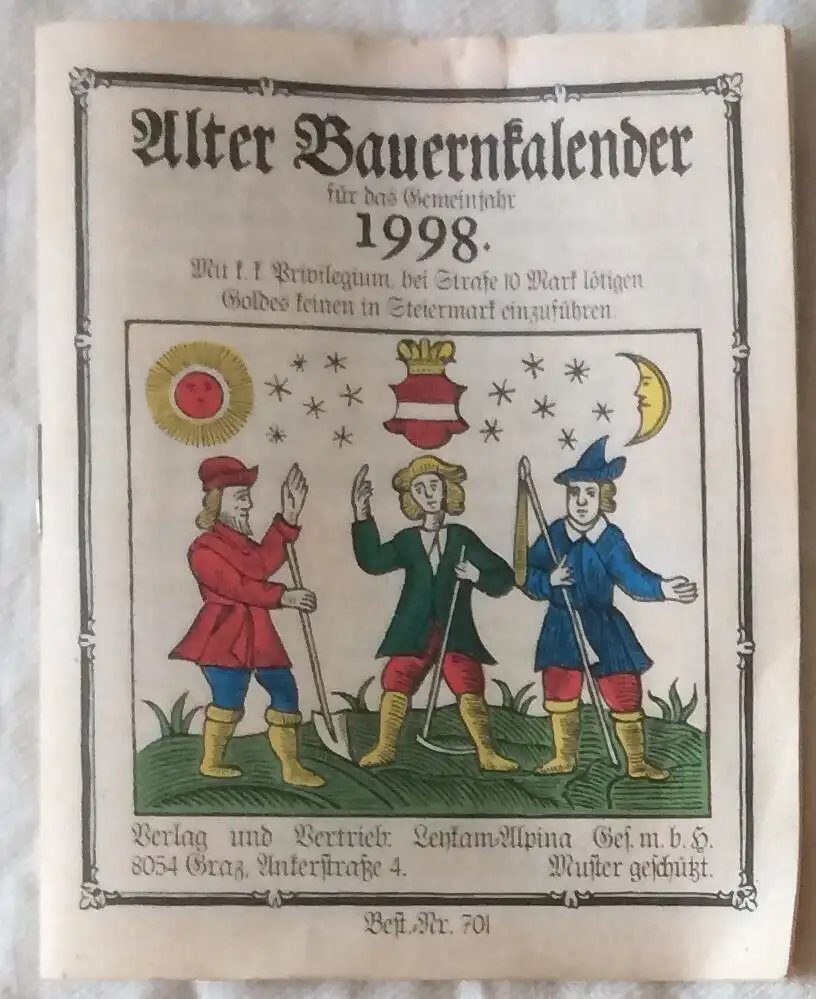 Alter Bauernkalender
für das Gemeinjahr
1998.
Mit k. k. Privilegium, bei Strafe 10 Mark lötigen
Goldes keinen in Steiermark einzuführen.
Verlag und Vertrieb: Leykam-Alpina Ges. m. b. H.
8054 Graz, Ankerstraße 4. Muster geschützt.
Best.-Nr. 701